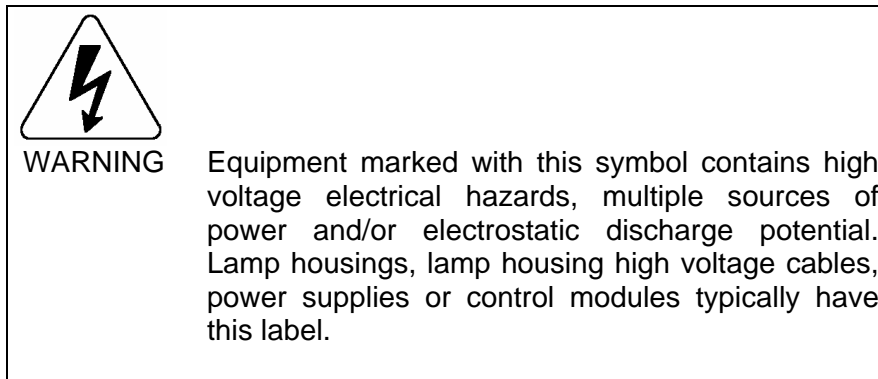 WARNING Equipment marked with this symbol contains high
voltage electrical hazards, multiple sources of
power and/or electrostatic discharge potential.
Lamp housings, lamp housing high voltage cables,
power supplies or control modules typically have
this label.